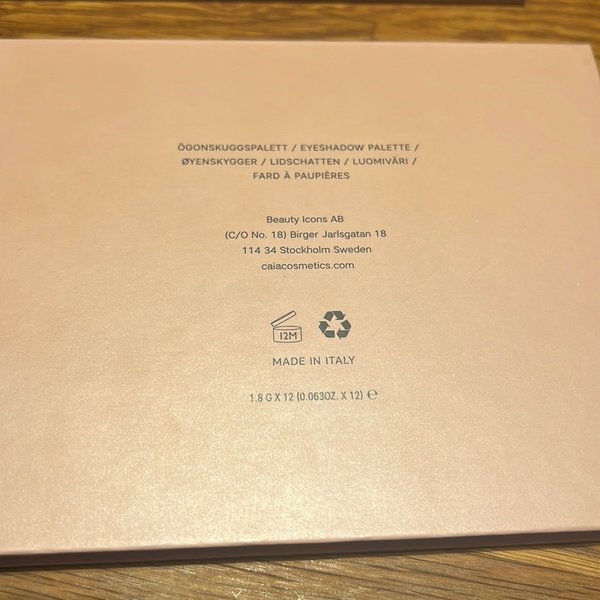 ÖGONSKUGGSPALETT / EYESHADOW PALETTE /
ØYENSKYGGER / LIDSCHATTEN / LUOMIVÄRI /
FARD À PAUPIÈRES
Beauty Icons AB
(C/O No. 18) Birger Jarlsgatan 18
114 34 Stockholm Sweden
caiacosmetics.com
12M
MADE IN ITALY
1.8 G X 12 (0.063OZ. X 12) ℮